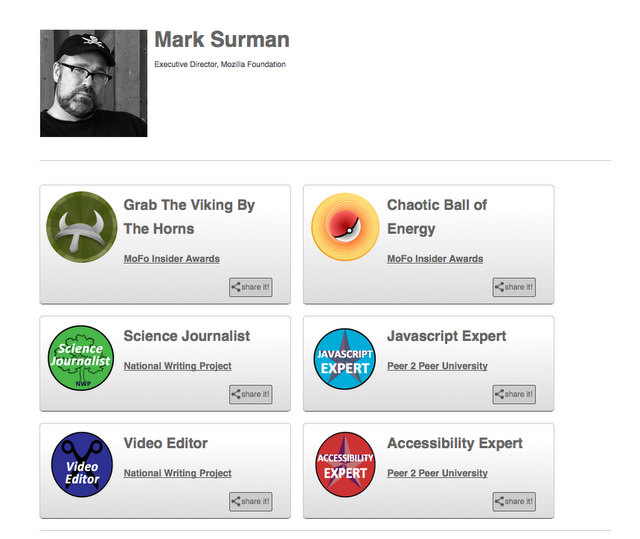 Mark Surman
Executive Director, Mozilla Foundation
Grab The Viking By
The Horns
MoFo Insider Awards
share it!
Chaotic Ball of
Energy
MoFo Insider Awards
share it!
Science
Journalist
NWP
Science Journalist
National Writing Project
share it!
JAVASCRIPT
EXPERT
Javascript Expert
Peer 2 Peer University
share it!
Video
Editor
Video Editor
National Writing Project
share it!
ACCESSIBILITY
EXPERT
Accessibility Expert
Peer 2 Peer University
share it!